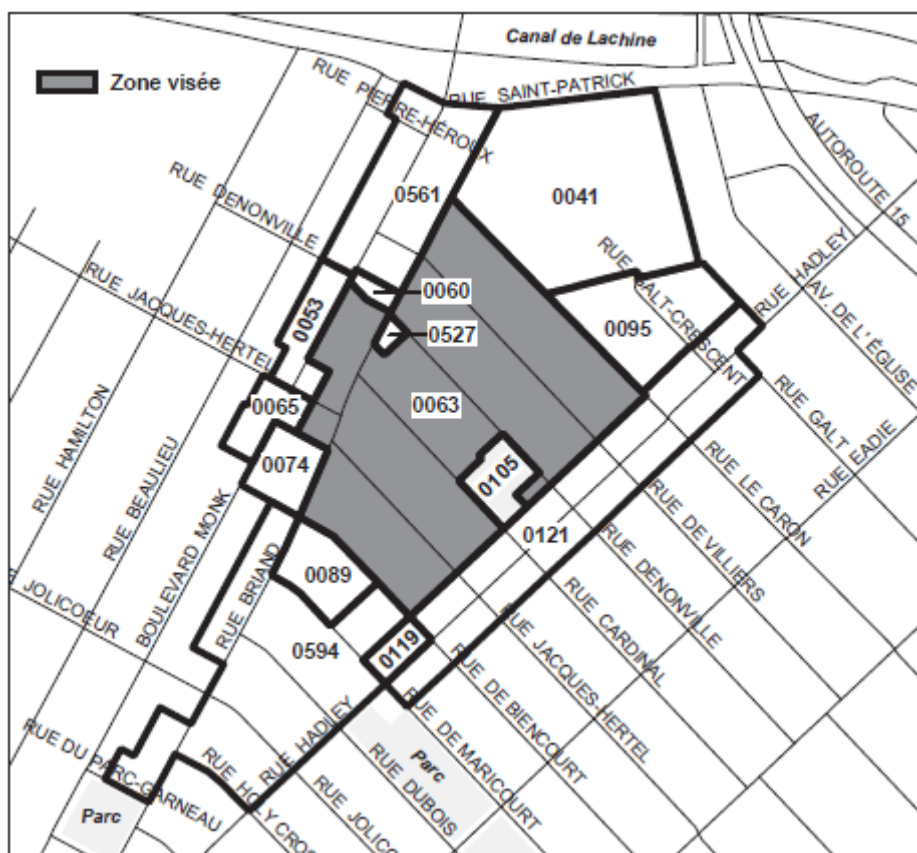 Canal de Lachine
Zone visée
RUE SAINT-PATRICK
RUE PIERRE-HÉROUX
AUTOROUTE 15
RUE DENONVILLE
0561
0041
RUE HADLEY
RUE GALT-CRESCENT
AV. DE L'ÉGLISE
RUE JACQUES-HERTEL
0060
0053
0527
0095
0063
0065
RUE GALT
RUE EADIE
RUE HAMILTON
RUE BEAULIEU
BOULEVARD MONK
0074
0105
RUE LE CARON
RUE DE VILLIERS
0121
RUE DENONVILLE
RUE CARDINAL
RUE JACQUES-HERTEL
JOLICOEUR
RUE BRIAND
0089
0594
0119
RUE DE BIENCOURT
RUE DE MARICOURT
RUE HADLEY
RUE DU PARC-GARNEAU
Parc
RUE HOLY CROS
RUE JOLICO
RUE DUBOIS
Parc